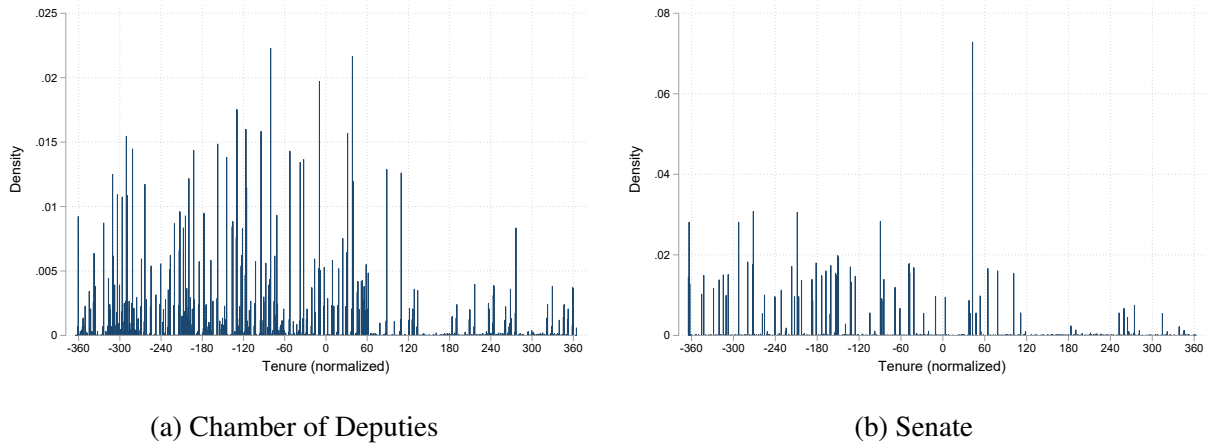 .025
.02
.015
.01
.005
0
Density
-360 -300 -240 -180 -120 -60 0 60 120 180 240 300 360
Tenure (normalized)
(a) Chamber of Deputies
.08
.06
.04
.02
0
Density
-360 -300 -240 -180 -120 -60 0 60 120 180 240 300 360
Tenure (normalized)
(b) Senate